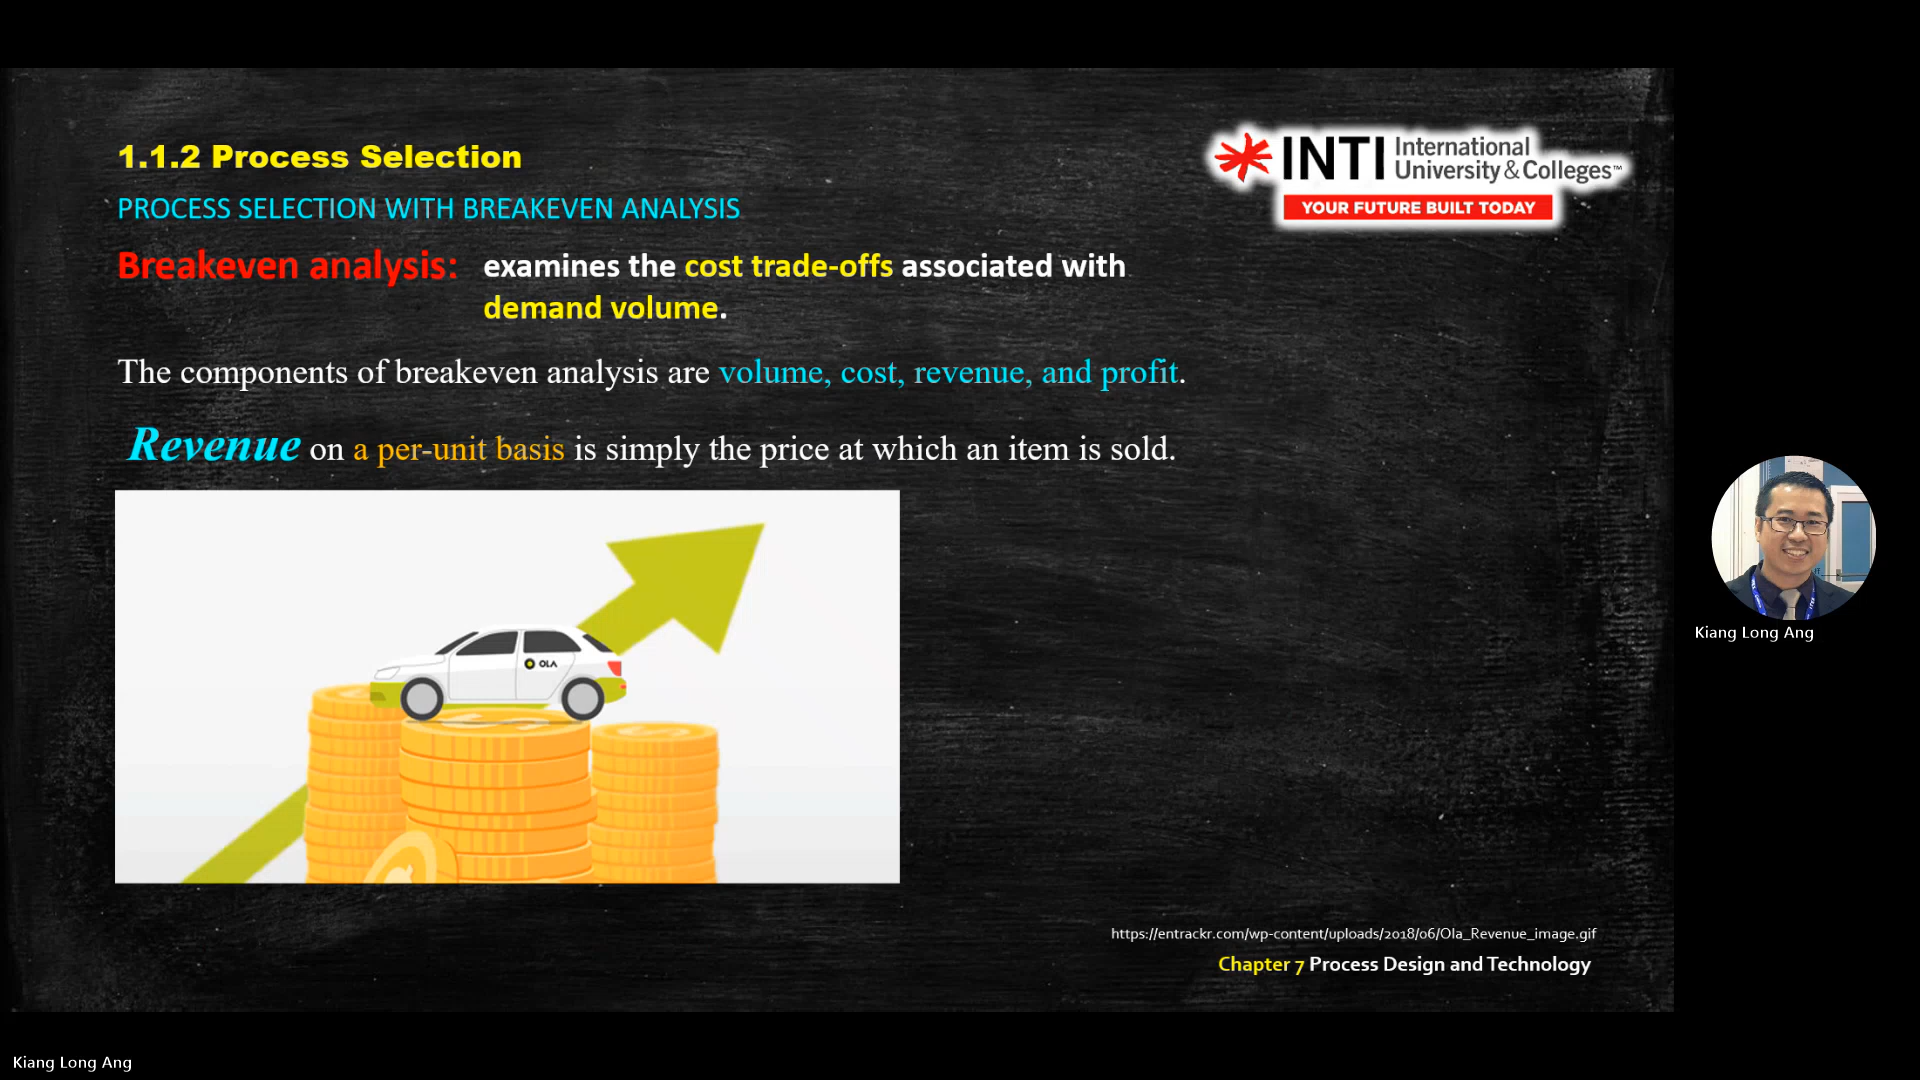 1.1.2 Process Selection
PROCESS SELECTION WITH BREAKEVEN ANALYSIS
Breakeven analysis: examines the cost trade-offs associated with
demand volume.
The components of breakeven analysis are volume, cost, revenue, and profit.
Revenue on a per-unit basis is simply the price at which an item is sold.
INTI International
University & Colleges™
YOUR FUTURE BUILT TODAY
OLA
https://entrackr.com/wp-content/uploads/2018/06/Ola_Revenue_image.gif
Chapter 7 Process Design and Technology
Kiang Long Ang
Kiang Long Ang